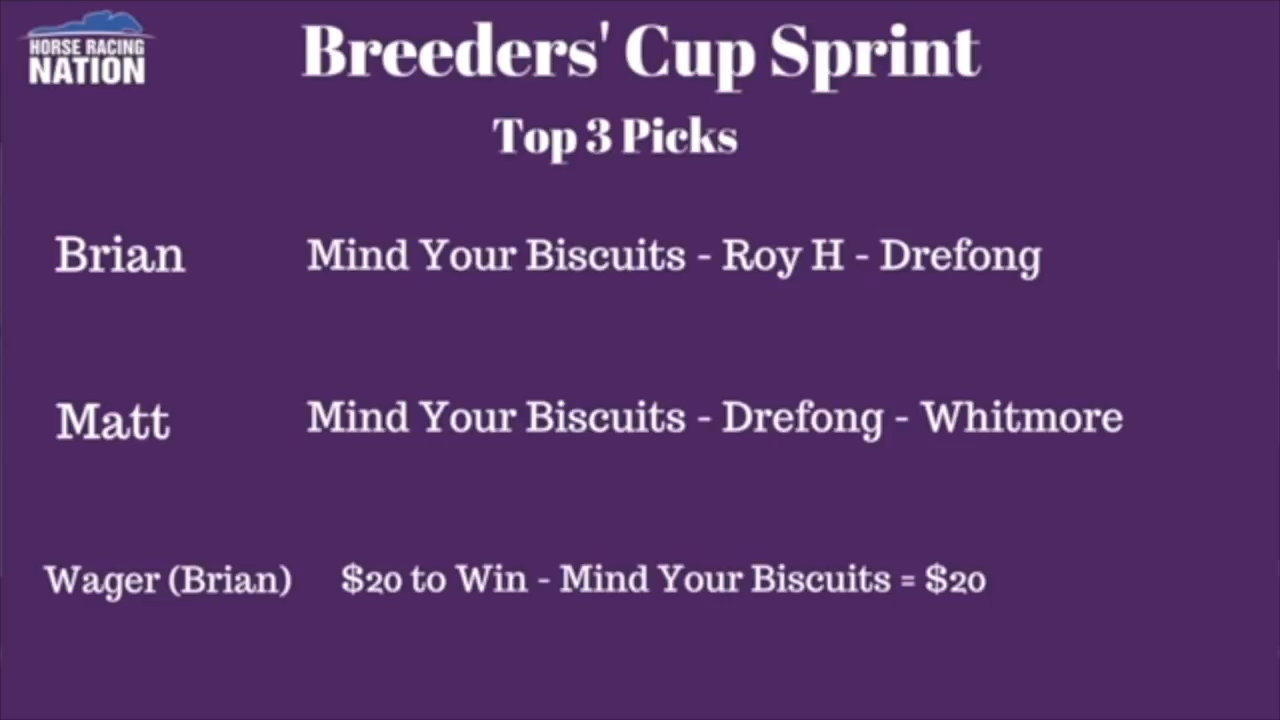 HORSE RACING
NATION
Breeders' Cup Sprint
Top 3 Picks
Brian Mind Your Biscuits - Roy H - Drefong
Matt Mind Your Biscuits - Drefong - Whitmore
Wager (Brian) $20 to Win - Mind Your Biscuits = $20